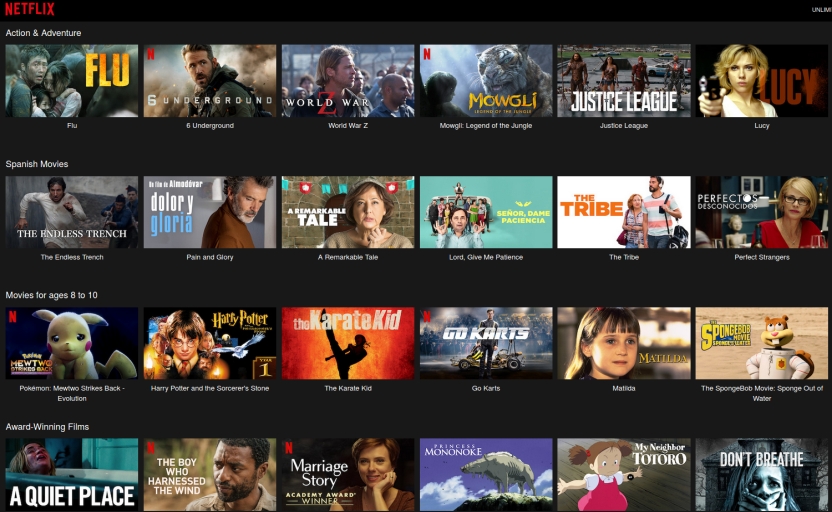 NETFLIX
UNLIMI
Action & Adventure
FLU
N
6 UNDERGROUND
WORLD WAR Z
N
MOWGLI
LEGEND OF THE JUNGLE
JUSTICE LEAGUE
LUCY
Flu
6 Underground
World War Z
Mowgli: Legend of the Jungle
Justice League
Lucy
Spanish Movies
THE ENDLESS TRENCH
Un film de Almodóvar
dolor y
gloria
A REMARKABLE
TALE
SEÑOR, DAME
PACIENCIA
THE
TRIBE
PERFECTOS
DESCONOCIDOS
The Endless Trench
Pain and Glory
A Remarkable Tale
Lord, Give Me Patience
The Tribe
Perfect Strangers
Movies for ages 8 to 10
N
POKÉMON
MEWTWO
STRIKES BACK
Harry Potter
YEAR
1
the Karate Kid
N
GO KARTS
MATILDA
THE
SPONGEBOB
MOVIE
SPONGE OUT OF WATER
Pokémon: Mewtwo Strikes Back -
Evolution
Harry Potter and the Sorcerer's Stone
The Karate Kid
Go Karts
Matilda
The SpongeBob Movie: Sponge Out of
Water
Award-Winning Films
A QUIET PLACE
N
THE BOY
WHO
HARNESSED
THE WIND
N
Marriage
Story
ACADEMY AWARD
WINNER
PRINCESS
MONONOKE
My Neighbor
TOTORO
DON'T BREATHE